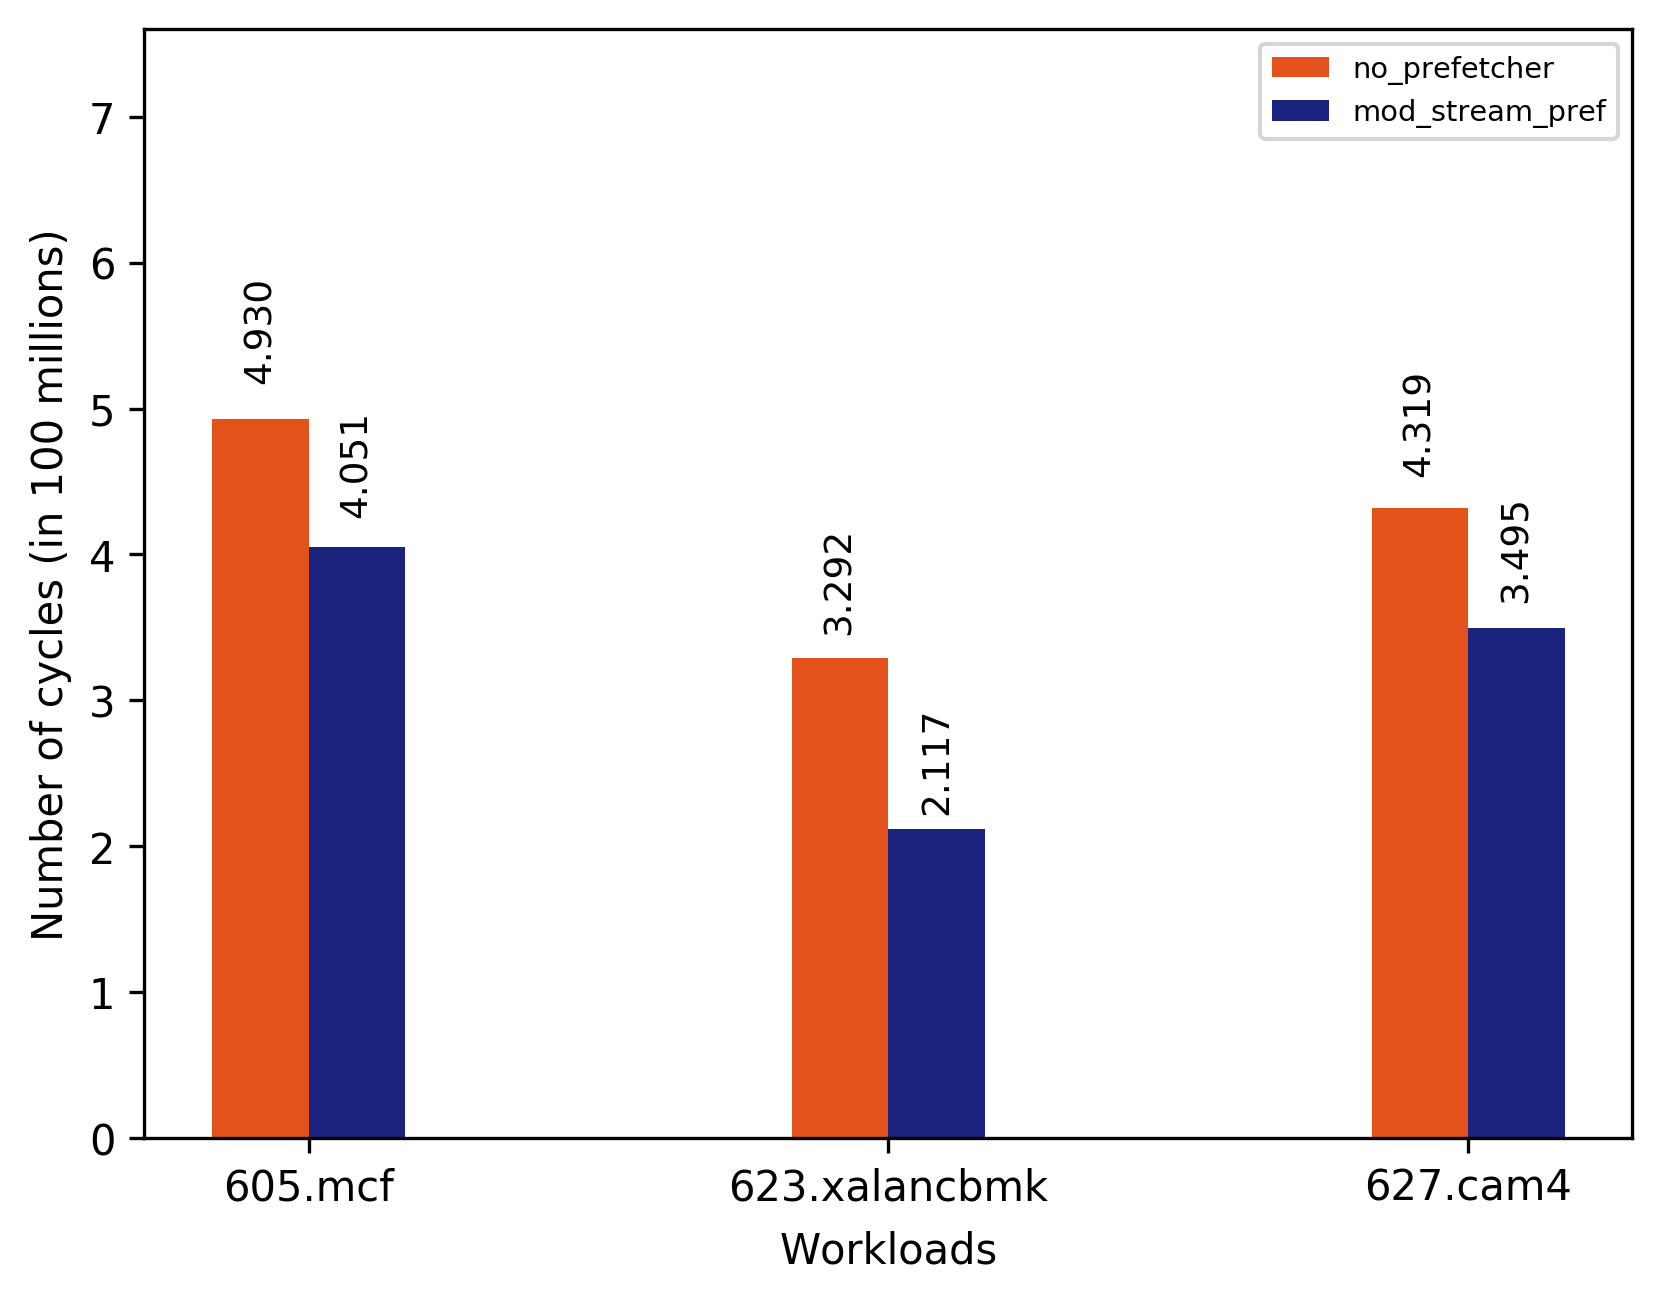 no_prefetcher
mod_stream_pref
Number of cycles (in 100 millions)
7
6
5
4
3
2
1
0
4.930
4.051
3.292
2.117
4.319
3.495
605.mcf
623.xalancbmk
627.cam4
Workloads